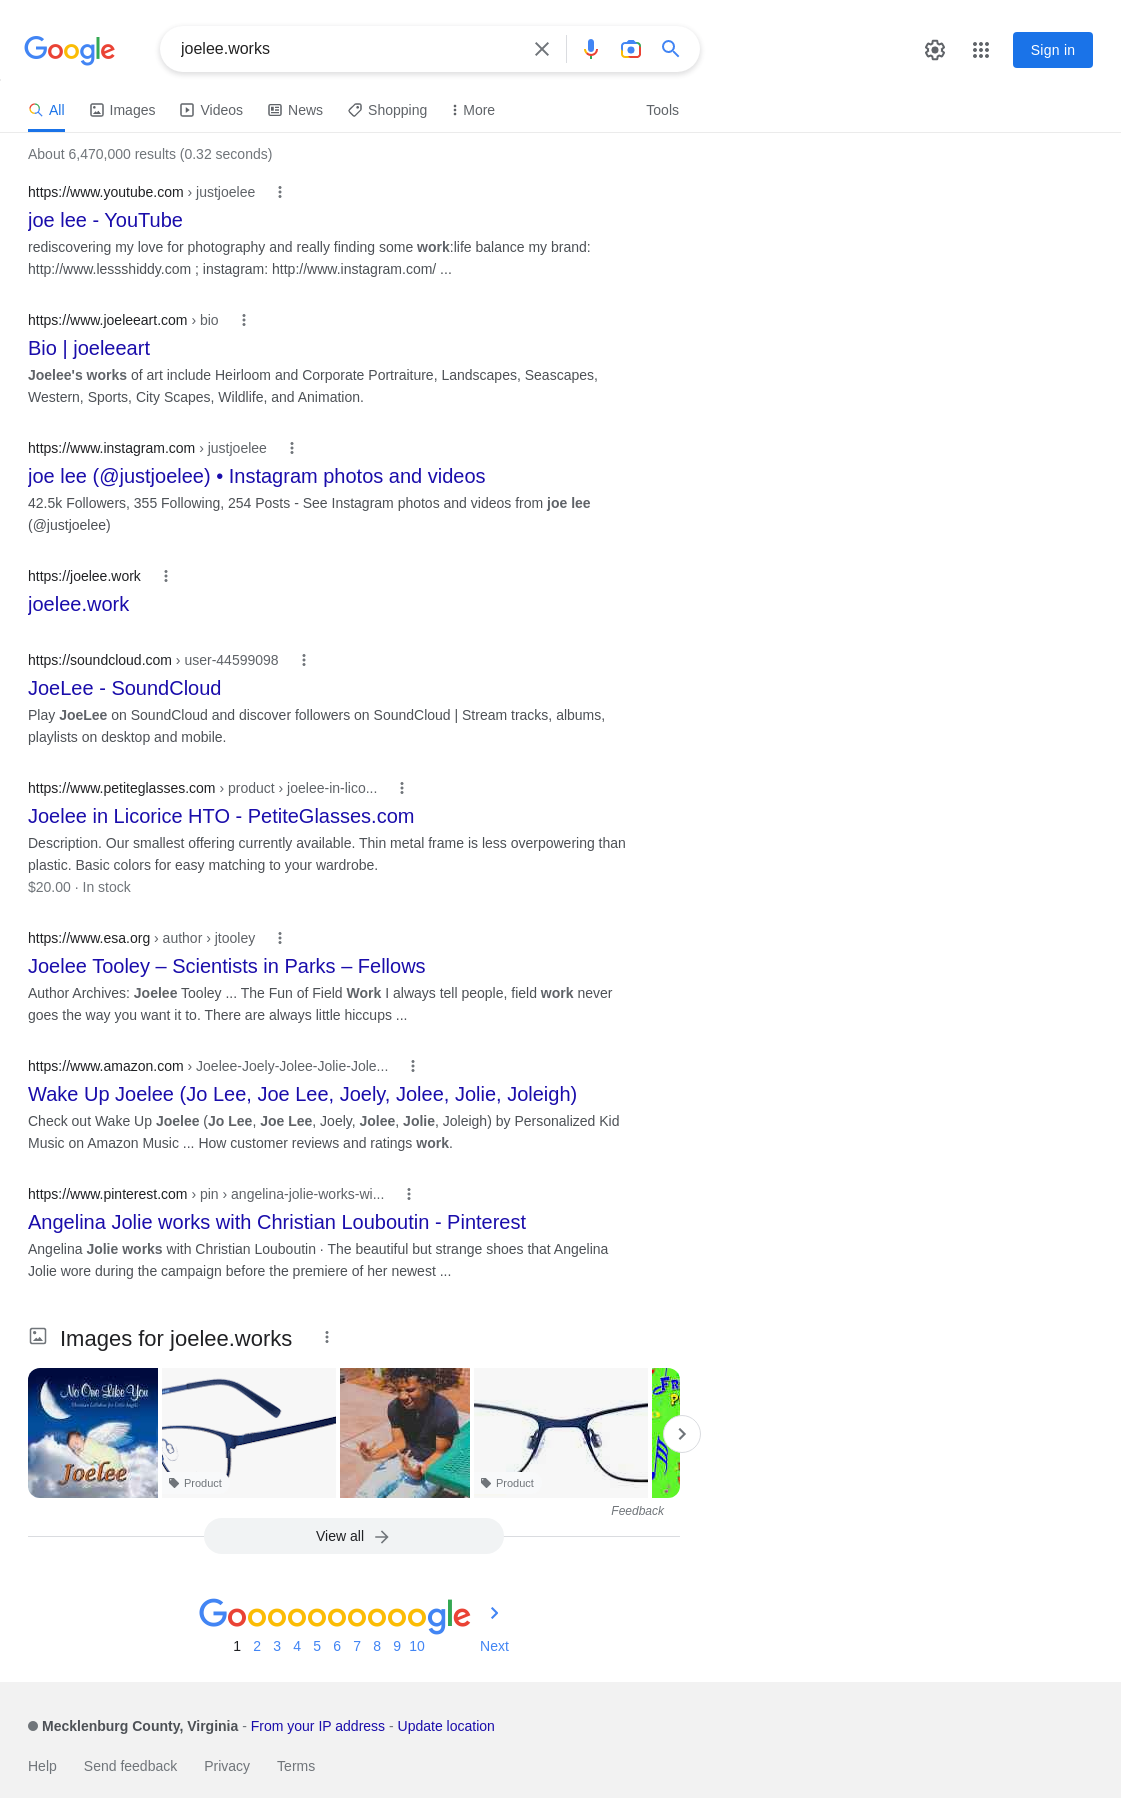 Google
joelee.works
Sign in
All Images Videos News Shopping More Tools
About 6,470,000 results (0.32 seconds)
https://www.youtube.com › justjoelee
joe lee - YouTube
rediscovering my love for photography and really finding some work:life balance my brand:
http://www.lessshiddy.com ; instagram: http://www.instagram.com/ ...
https://www.joeleeart.com › bio
Bio | joeleeart
Joelee's works of art include Heirloom and Corporate Portraiture, Landscapes, Seascapes,
Western, Sports, City Scapes, Wildlife, and Animation.
https://www.instagram.com › justjoelee
joe lee (@justjoelee) • Instagram photos and videos
42.5k Followers, 355 Following, 254 Posts - See Instagram photos and videos from joe lee
(@justjoelee)
https://joelee.work
joelee.work
https://soundcloud.com › user-44599098
JoeLee - SoundCloud
Play JoeLee on SoundCloud and discover followers on SoundCloud | Stream tracks, albums,
playlists on desktop and mobile.
https://www.petiteglasses.com › product › joelee-in-lico...
Joelee in Licorice HTO - PetiteGlasses.com
Description. Our smallest offering currently available. Thin metal frame is less overpowering than
plastic. Basic colors for easy matching to your wardrobe.
$20.00 · In stock
https://www.esa.org › author › jtooley
Joelee Tooley – Scientists in Parks – Fellows
Author Archives: Joelee Tooley ... The Fun of Field Work I always tell people, field work never
goes the way you want it to. There are always little hiccups ...
https://www.amazon.com › Joelee-Joely-Jolee-Jolie-Jole...
Wake Up Joelee (Jo Lee, Joe Lee, Joely, Jolee, Jolie, Joleigh)
Check out Wake Up Joelee (Jo Lee, Joe Lee, Joely, Jolee, Jolie, Joleigh) by Personalized Kid
Music on Amazon Music ... How customer reviews and ratings work.
https://www.pinterest.com › pin › angelina-jolie-works-wi...
Angelina Jolie works with Christian Louboutin - Pinterest
Angelina Jolie works with Christian Louboutin · The beautiful but strange shoes that Angelina
Jolie wore during the campaign before the premiere of her newest ...
Images for joelee.works
No One Like You
Christian Lullabies for Little Angels
Joelee
Product
Product
Feedback
View all
Goooooooooogle
1 2 3 4 5 6 7 8 9 10 Next
Mecklenburg County, Virginia - From your IP address - Update location
Help Send feedback Privacy Terms